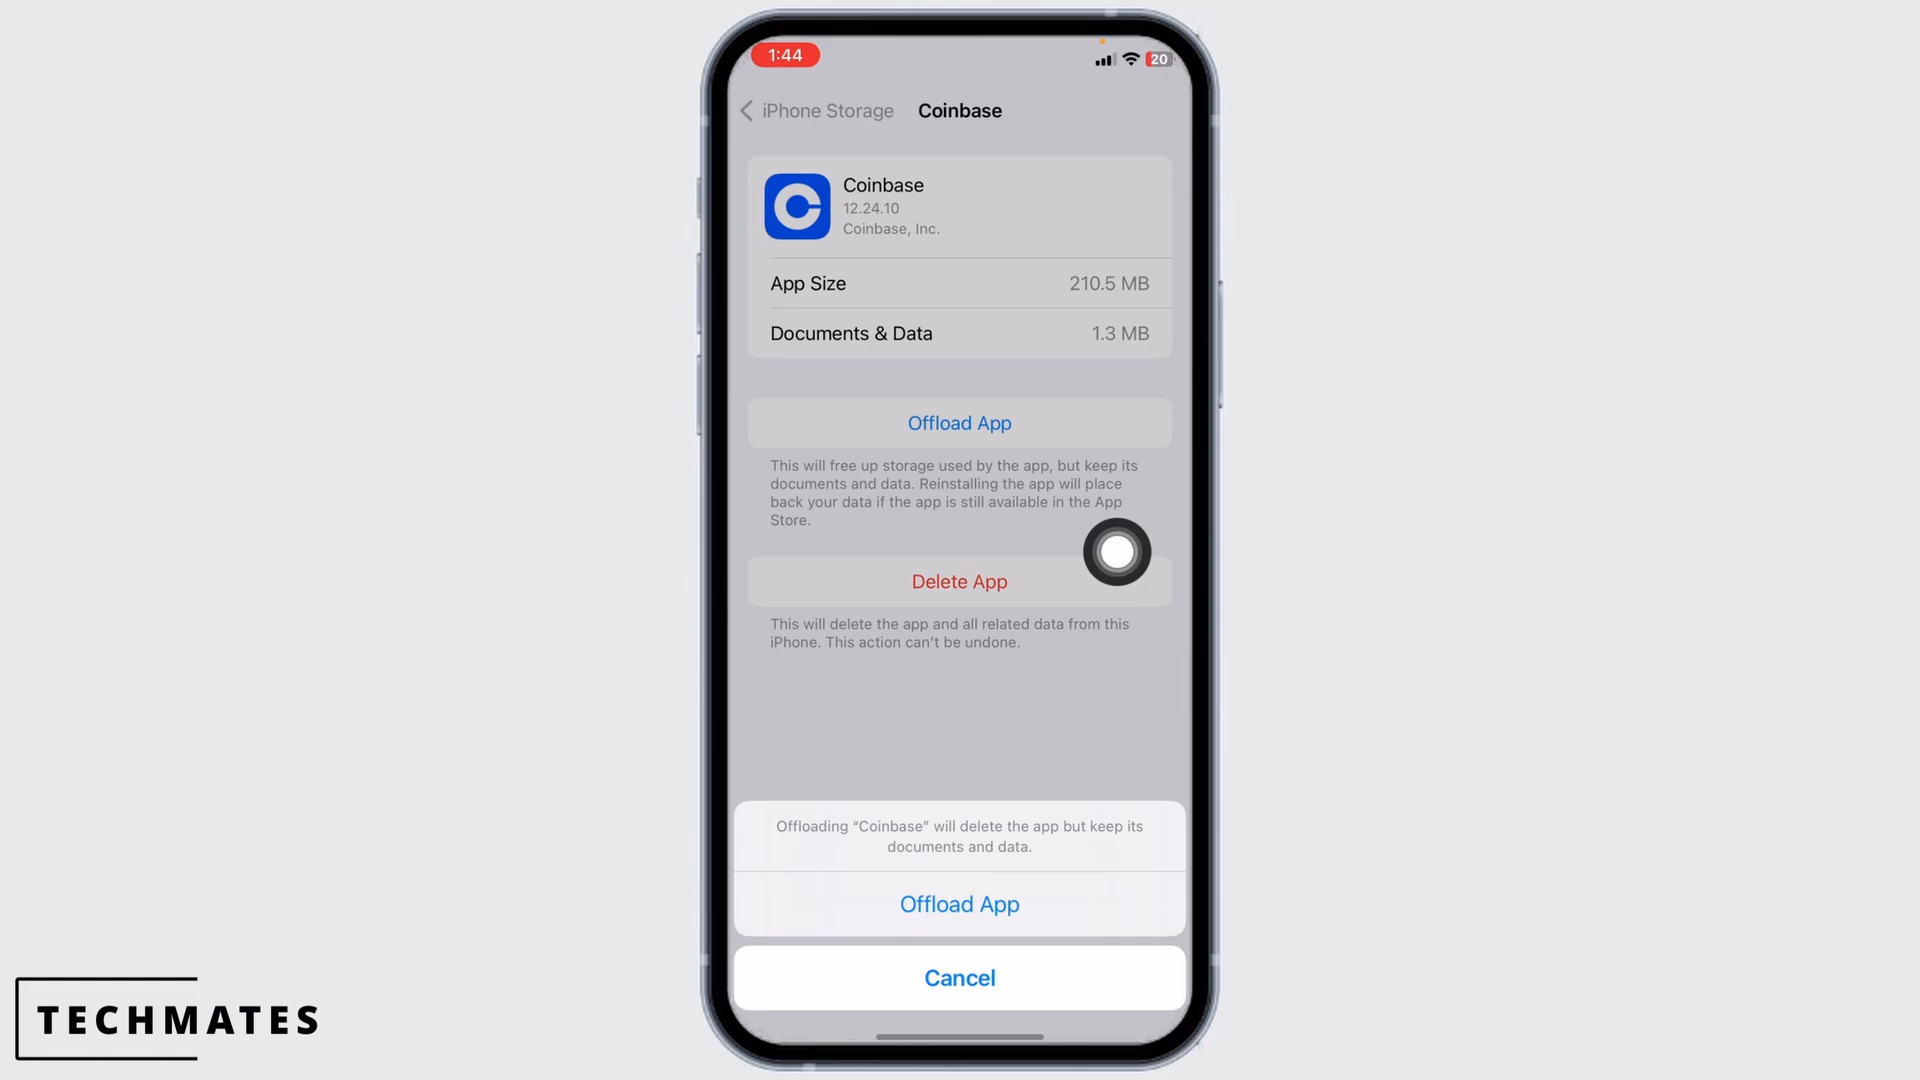 1:44
20
iPhone Storage Coinbase
Coinbase
12.24.10
Coinbase, Inc.
App Size 210.5 MB
Documents & Data 1.3 MB
Offload App
This will free up storage used by the app, but keep its
documents and data. Reinstalling the app will place
back your data if the app is still available in the App
Store.
Delete App
This will delete the app and all related data from this
iPhone. This action can't be undone.
Offloading “Coinbase” will delete the app but keep its
documents and data.
Offload App
Cancel
TECHMATES